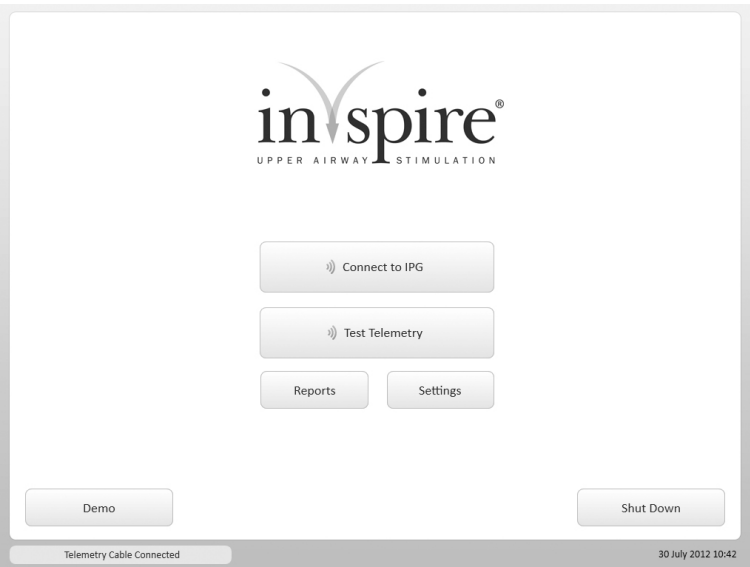 inspire®
UPPER AIRWAY STIMULATION
Connect to IPG
Test Telemetry
Reports
Settings
Demo
Shut Down
Telemetry Cable Connected
30 July 2012 10:42